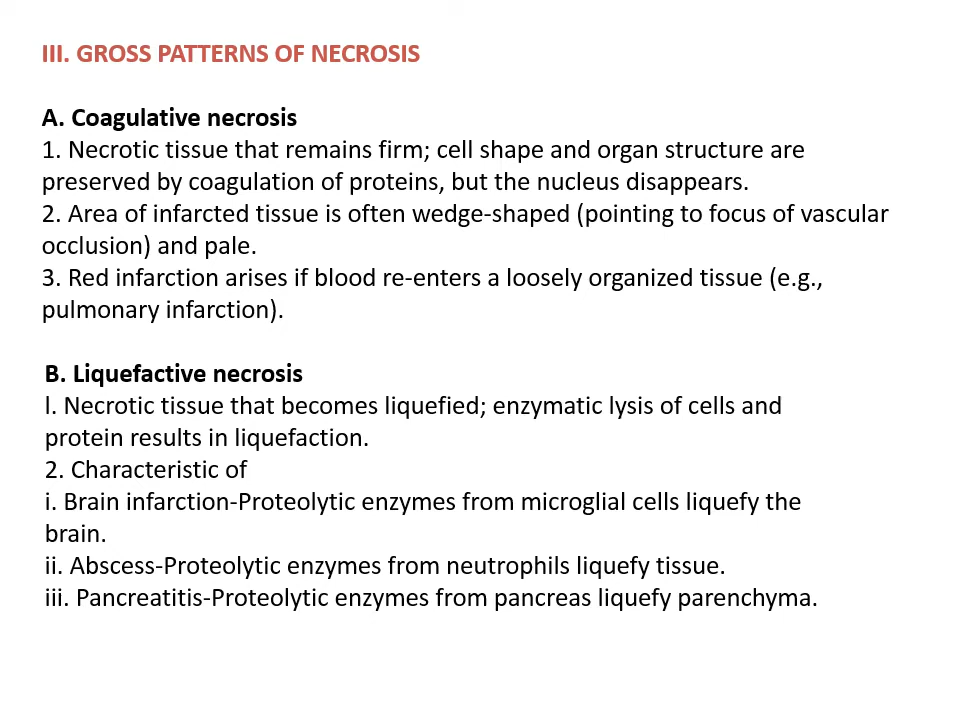 III. GROSS PATTERNS OF NECROSIS
A. Coagulative necrosis
1. Necrotic tissue that remains firm; cell shape and organ structure are
preserved by coagulation of proteins, but the nucleus disappears.
2. Area of infarcted tissue is often wedge-shaped (pointing to focus of vascular
occlusion) and pale.
3. Red infarction arises if blood re-enters a loosely organized tissue (e.g.,
pulmonary infarction).
B. Liquefactive necrosis
l. Necrotic tissue that becomes liquefied; enzymatic lysis of cells and
protein results in liquefaction.
2. Characteristic of
i. Brain infarction-Proteolytic enzymes from microglial cells liquefy the
brain.
ii. Abscess-Proteolytic enzymes from neutrophils liquefy tissue.
iii. Pancreatitis-Proteolytic enzymes from pancreas liquefy parenchyma.